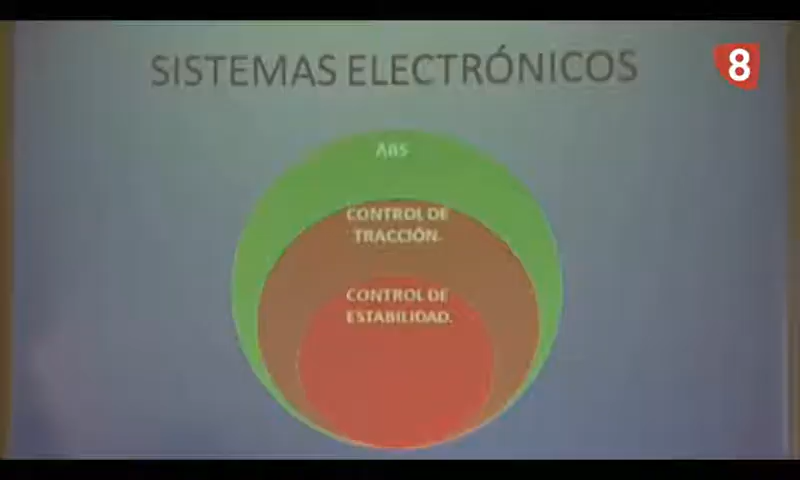 SISTEMAS ELECTRÓNICOS
8
ABS
CONTROL DE
TRACCIÓN.
CONTROL DE
ESTABILIDAD.